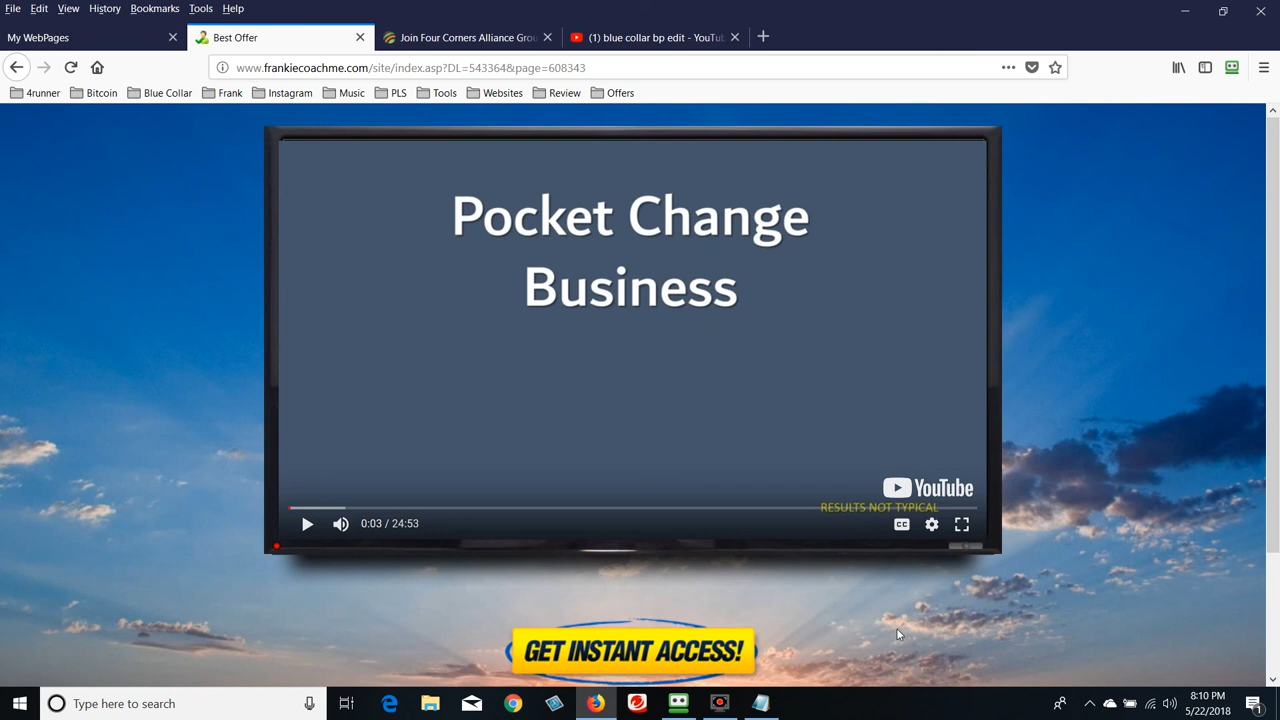 File Edit View History Bookmarks Tools Help
My WebPages
Best Offer
Join Four Corners Alliance Gro
(1) blue collar bp edit - YouTu
www.frankiecoachme.com/site/index.asp?DL=543364&page=608343
4runner Bitcoin Blue Collar Frank Instagram Music PLS Tools Websites Review Offers
Pocket Change
Business
YouTube
RESULTS NOT TYPICAL
0:03 / 24:53
CC
GET INSTANT ACCESS!
Type here to search
8:10 PM
5/22/2018
1